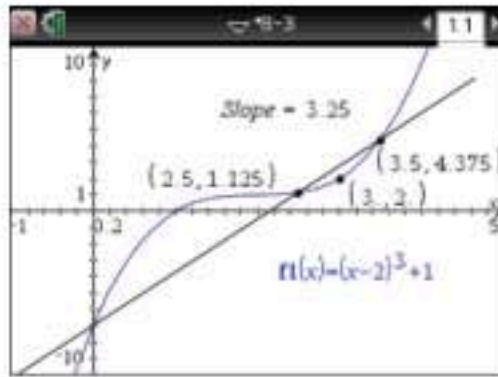 *B-3
1.1
10
y
Slope = 3.25
(3.5,4.375)
(2.5,1.125)
(3.,2.)
1
-1
0.2
5
f1(x)=(x-2)³+1
-10